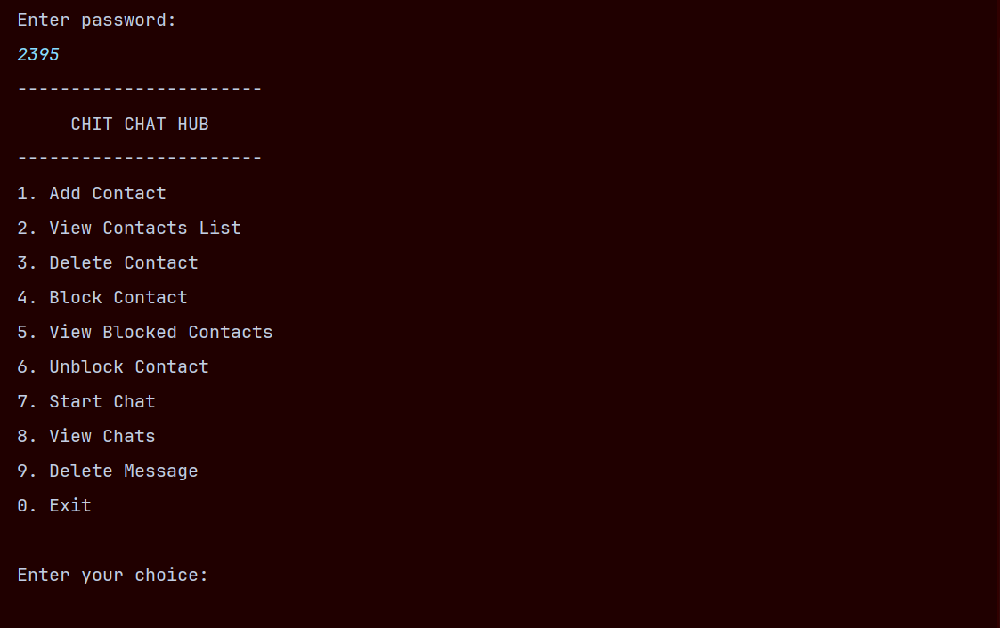 Enter password:
2395
-----------------------
CHIT CHAT HUB
-----------------------
1. Add Contact
2. View Contacts List
3. Delete Contact
4. Block Contact
5. View Blocked Contacts
6. Unblock Contact
7. Start Chat
8. View Chats
9. Delete Message
0. Exit
Enter your choice: